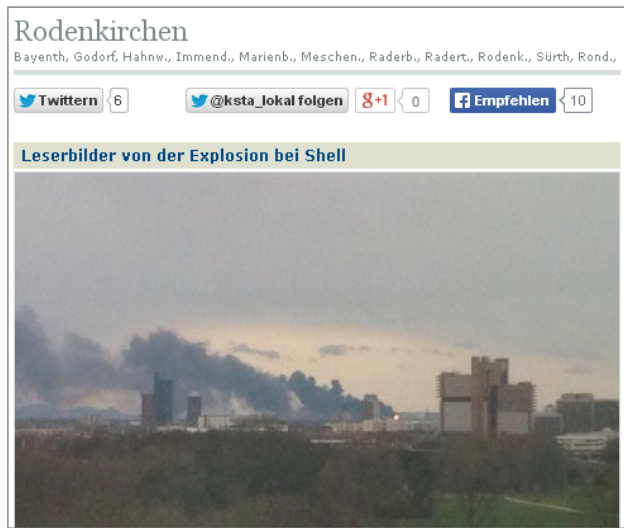 Rodenkirchen
Bayenth, Godorf, Hahnw., Immend., Marienb., Meschen., Raderb., Radert., Rodenk., Sürth, Rond.,
Twittern 6 @ksta_lokal folgen g+1 0 Empfehlen 10
Leserbilder von der Explosion bei Shell